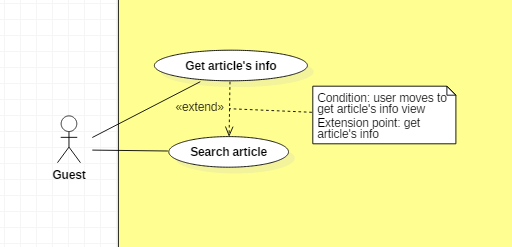 Get article's info
«extend»
Condition: user moves to
get article's info view
Extension point: get
article's info
Search article
Guest